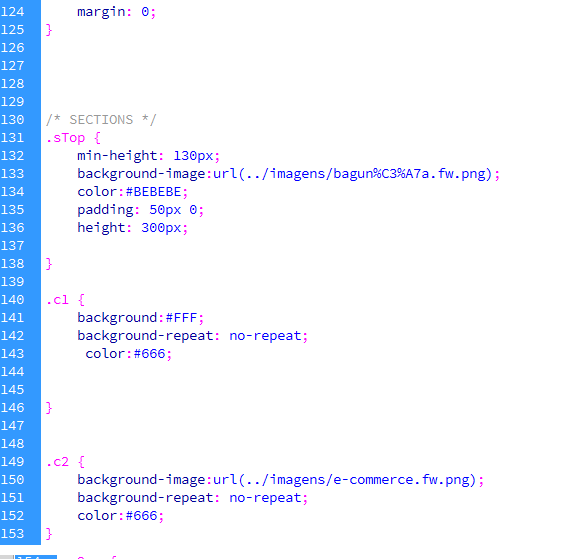 124 margin: 0;
125 }
126
127
128
129
130 /* SECTIONS */
131 .sTop {
132 min-height: 130px;
133 background-image:url(../imagens/bagun%C3%A7a.fw.png);
134 color:#BEBEBE;
135 padding: 50px 0;
136 height: 300px;
137
138 }
139
140 .c1 {
141 background:#FFF;
142 background-repeat: no-repeat;
143 color:#666;
144
145
146 }
147
148
149 .c2 {
150 background-image:url(../imagens/e-commerce.fw.png);
151 background-repeat: no-repeat;
152 color:#666;
153 }